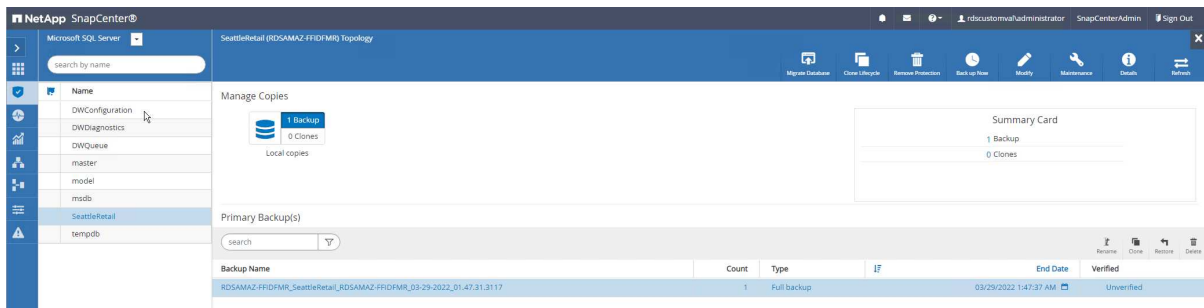 NetApp SnapCenter®
rdscustomval\administrator SnapCenterAdmin Sign Out
Microsoft SQL Server
SeattleRetail (RDSAMAZ-FFIDFMR) Topology
search by name
Migrate Database Clone Lifecycle Remove Protection Back up Now Modify Maintenance Details Refresh
Name
DWConfiguration
DWDiagnostics
DWQueue
master
model
msdb
SeattleRetail
tempdb
Manage Copies
1 Backup
0 Clones
Local copies
Summary Card
1 Backup
0 Clones
Primary Backup(s)
search
Rename Clone Restore Delete
Backup Name Count Type End Date Verified
RDSAMAZ-FFIDFMR_SeattleRetail_RDSAMAZ-FFIDFMR_03-29-2022_01.47.31.3117 1 Full backup 03/29/2022 1:47:37 AM Unverified